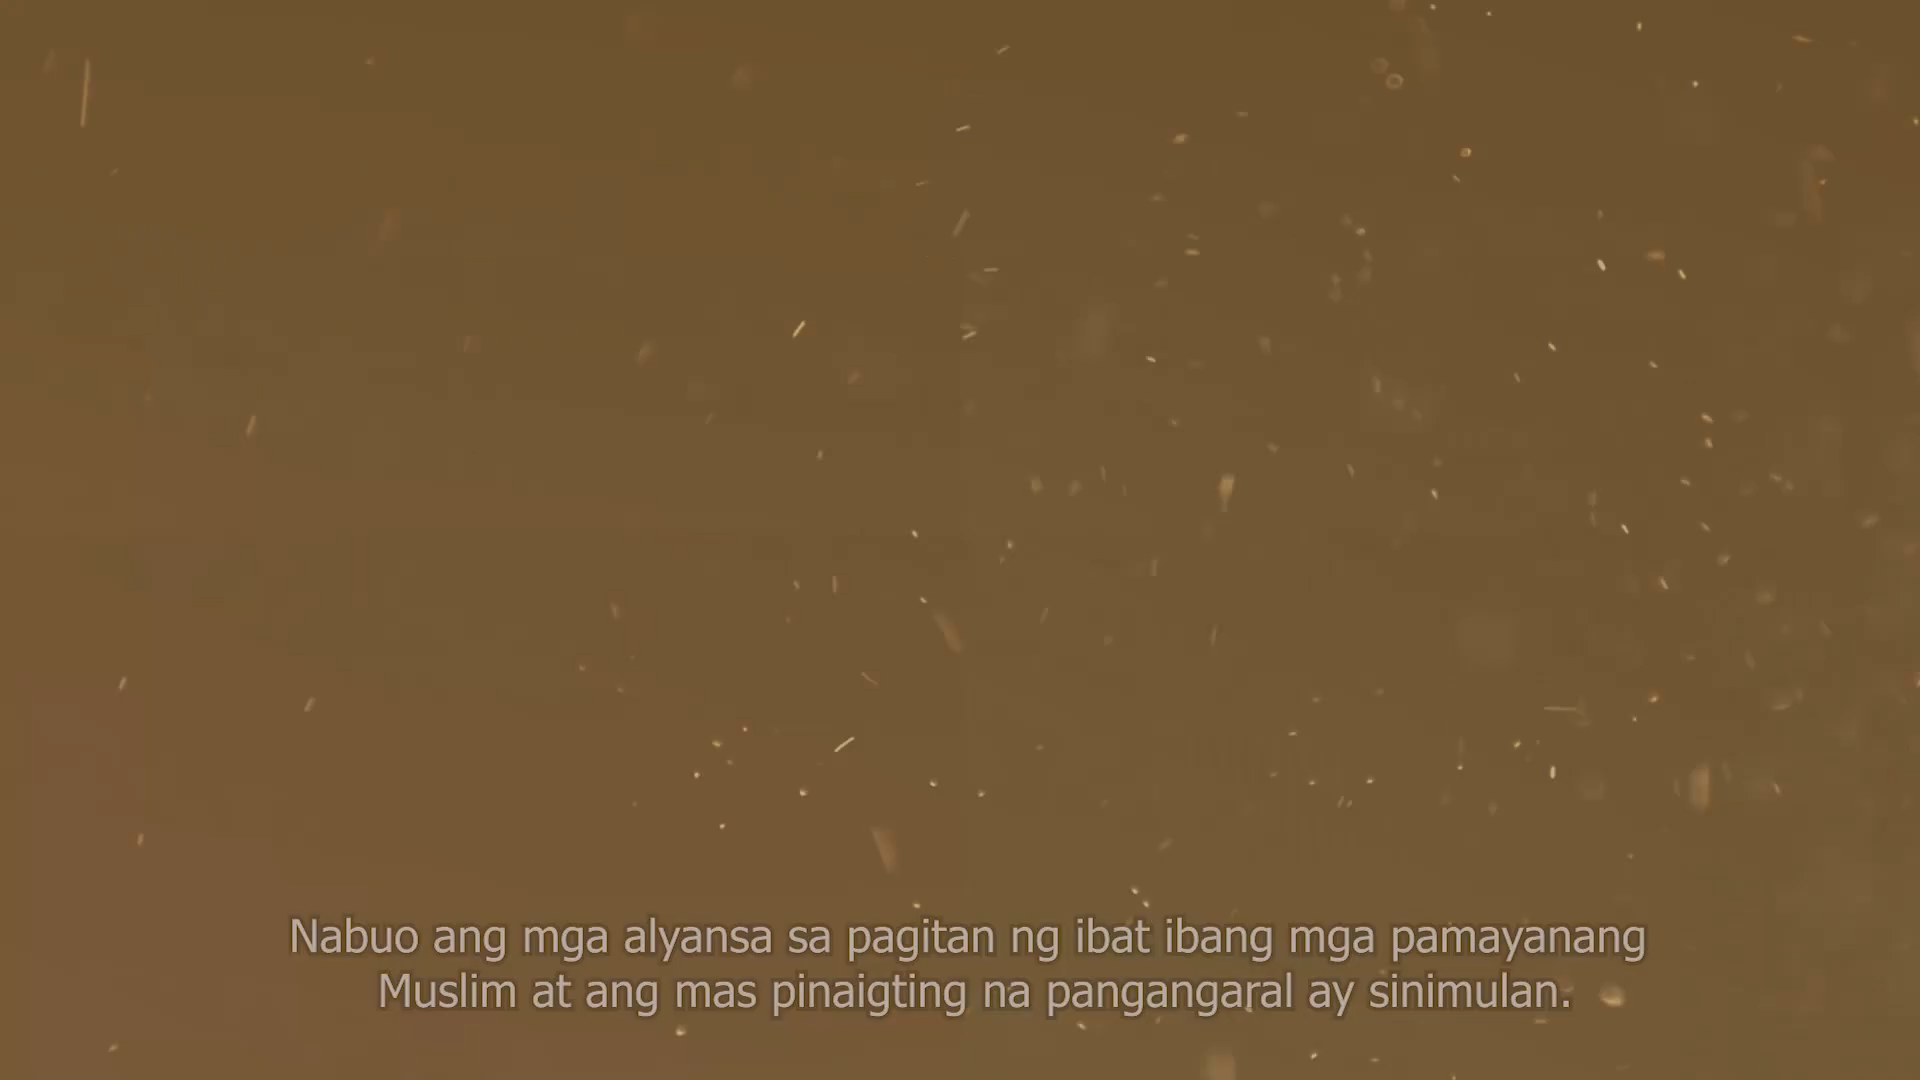 Nabuo ang mga alyansa sa pagitan ng ibat ibang mga pamayanang
Muslim at ang mas pinaigting na pangangaral ay sinimulan.